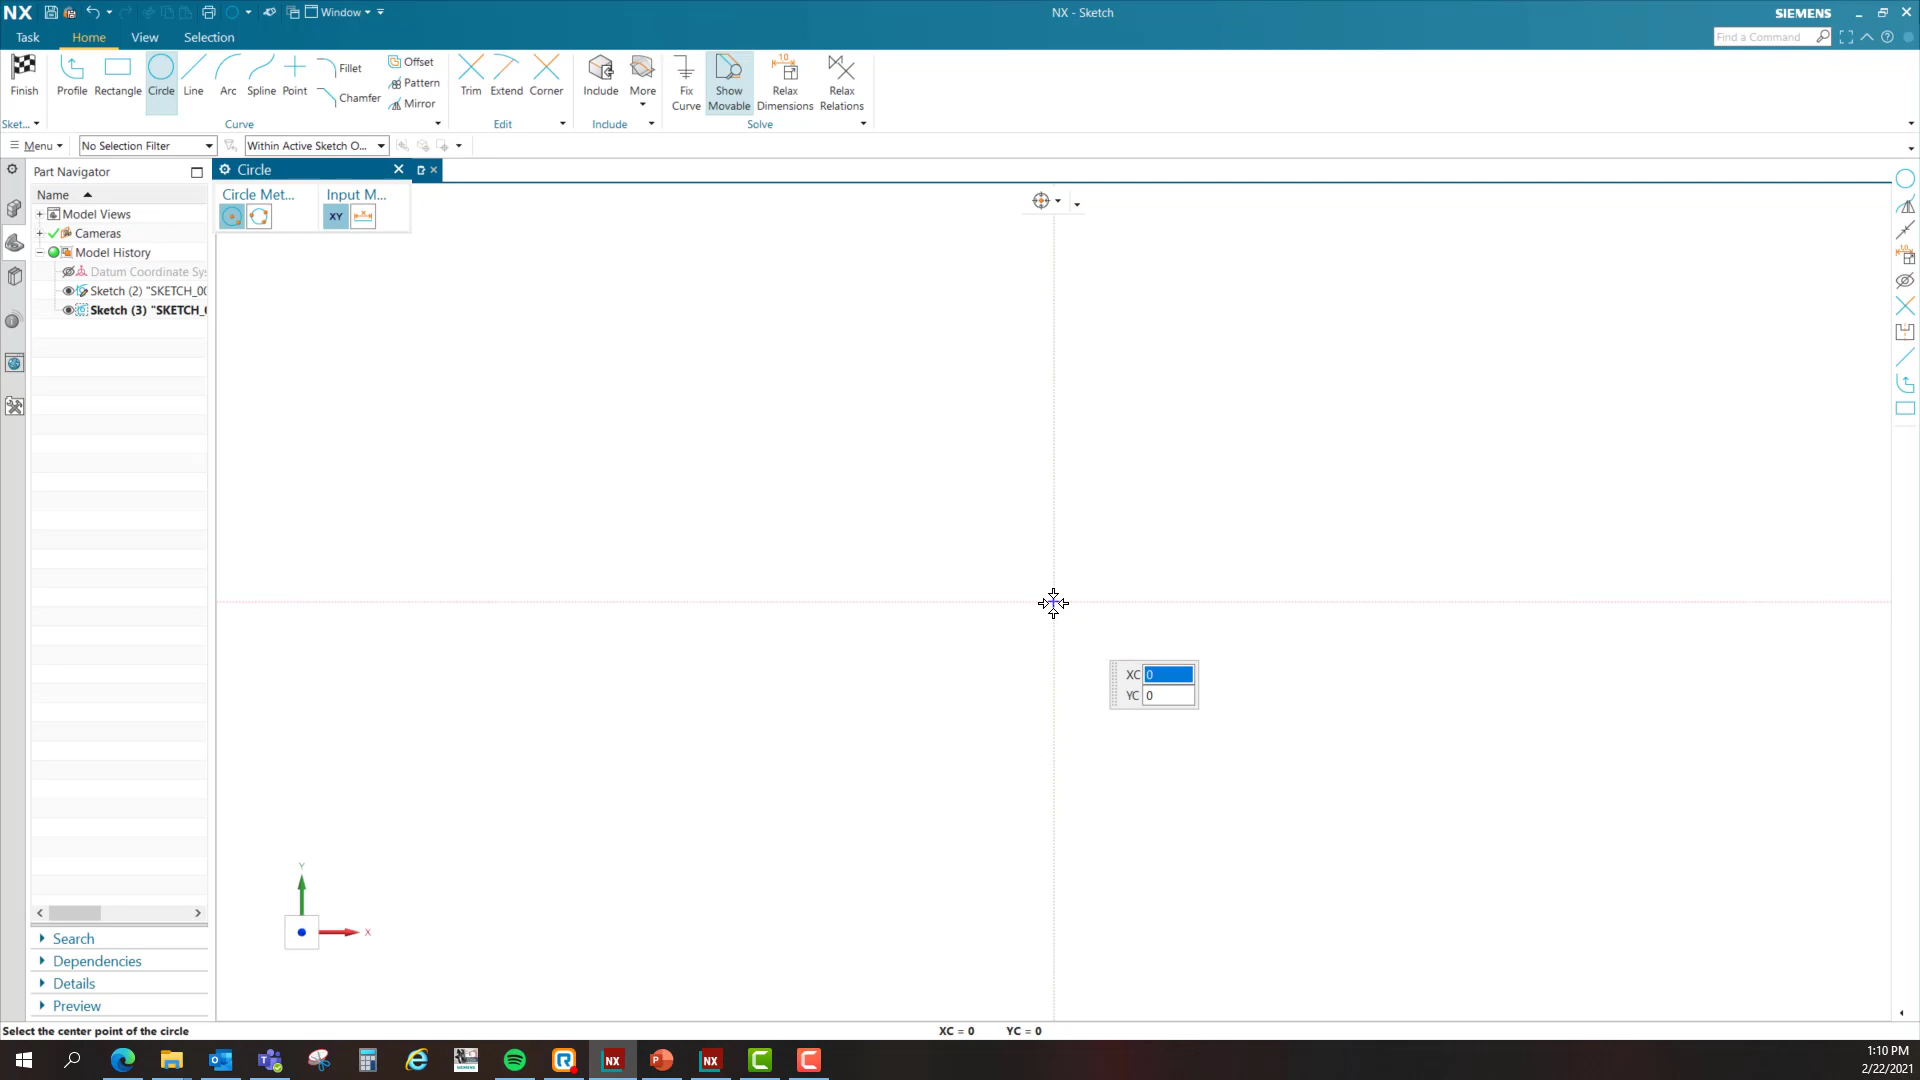 NX
Window
NX - Sketch
SIEMENS
Task
Home
View
Selection
Find a Command
Finish
Profile
Rectangle
Circle
Line
Arc
Spline
Point
Fillet
Chamfer
Offset
Pattern
Mirror
Trim
Extend
Corner
Include
More
Fix Curve
Show Movable
Relax Dimensions
Relax Relations
Sket...
Curve
Edit
Include
Solve
Menu
No Selection Filter
Within Active Sketch O...
Part Navigator
Circle
Name
Circle Met...
Input M...
XY
Model Views
Cameras
Model History
Datum Coordinate Sy
Sketch (2) "SKETCH_00
Sketch (3) "SKETCH_
XC 0
YC 0
Y
X
Search
Dependencies
Details
Preview
Select the center point of the circle
XC = 0 YC = 0
NX
NX
1:10 PM
2/22/2021